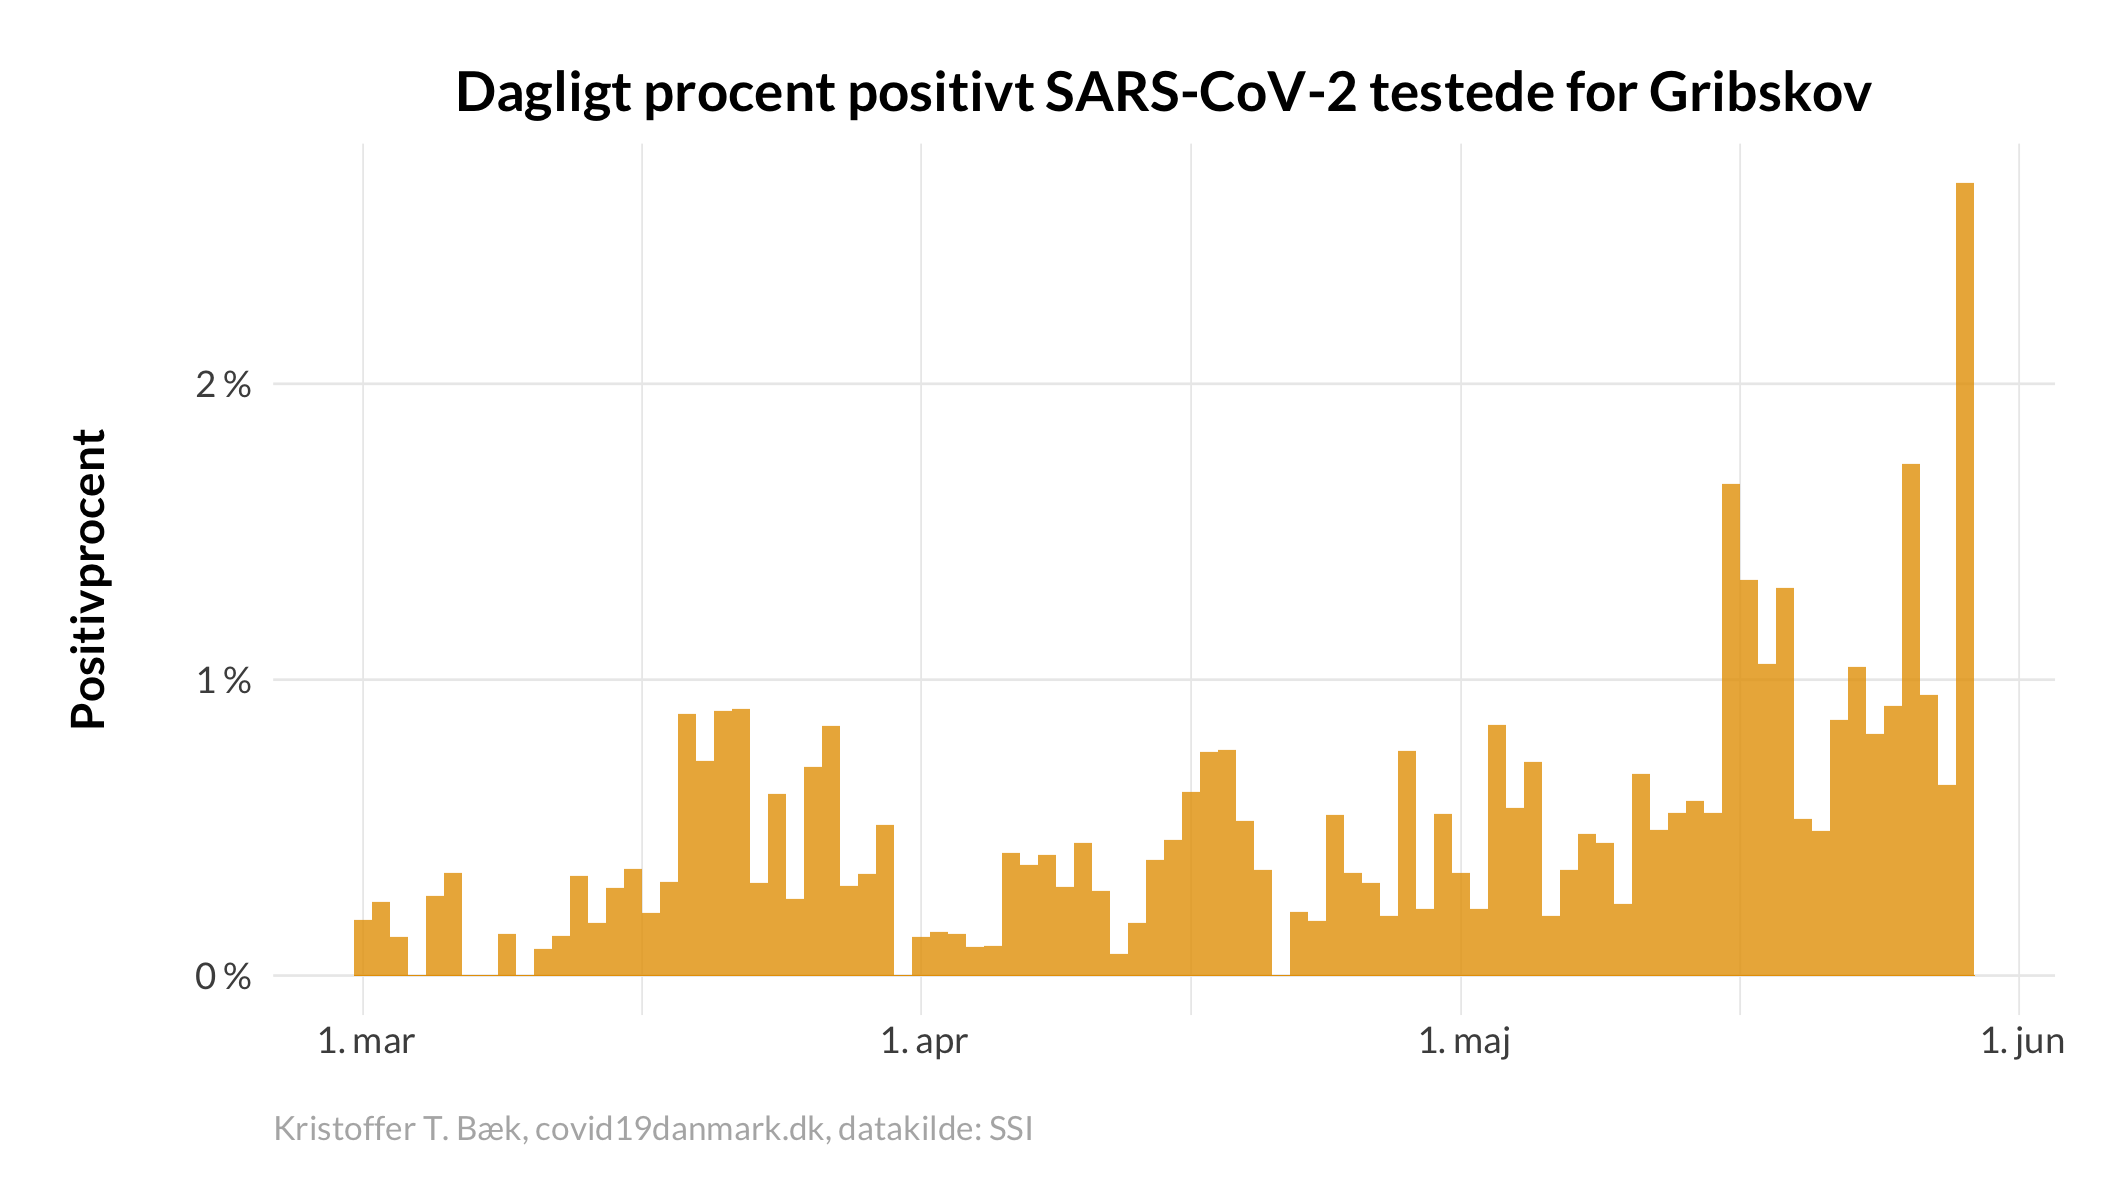 Dagligt procent positivt SARS-CoV-2 testede for Gribskov
Positivprocent
2 %
1 %
0 %
1. mar
1. apr
1. maj
1. jun
Kristoffer T. Bæk, covid19danmark.dk, datakilde: SSI